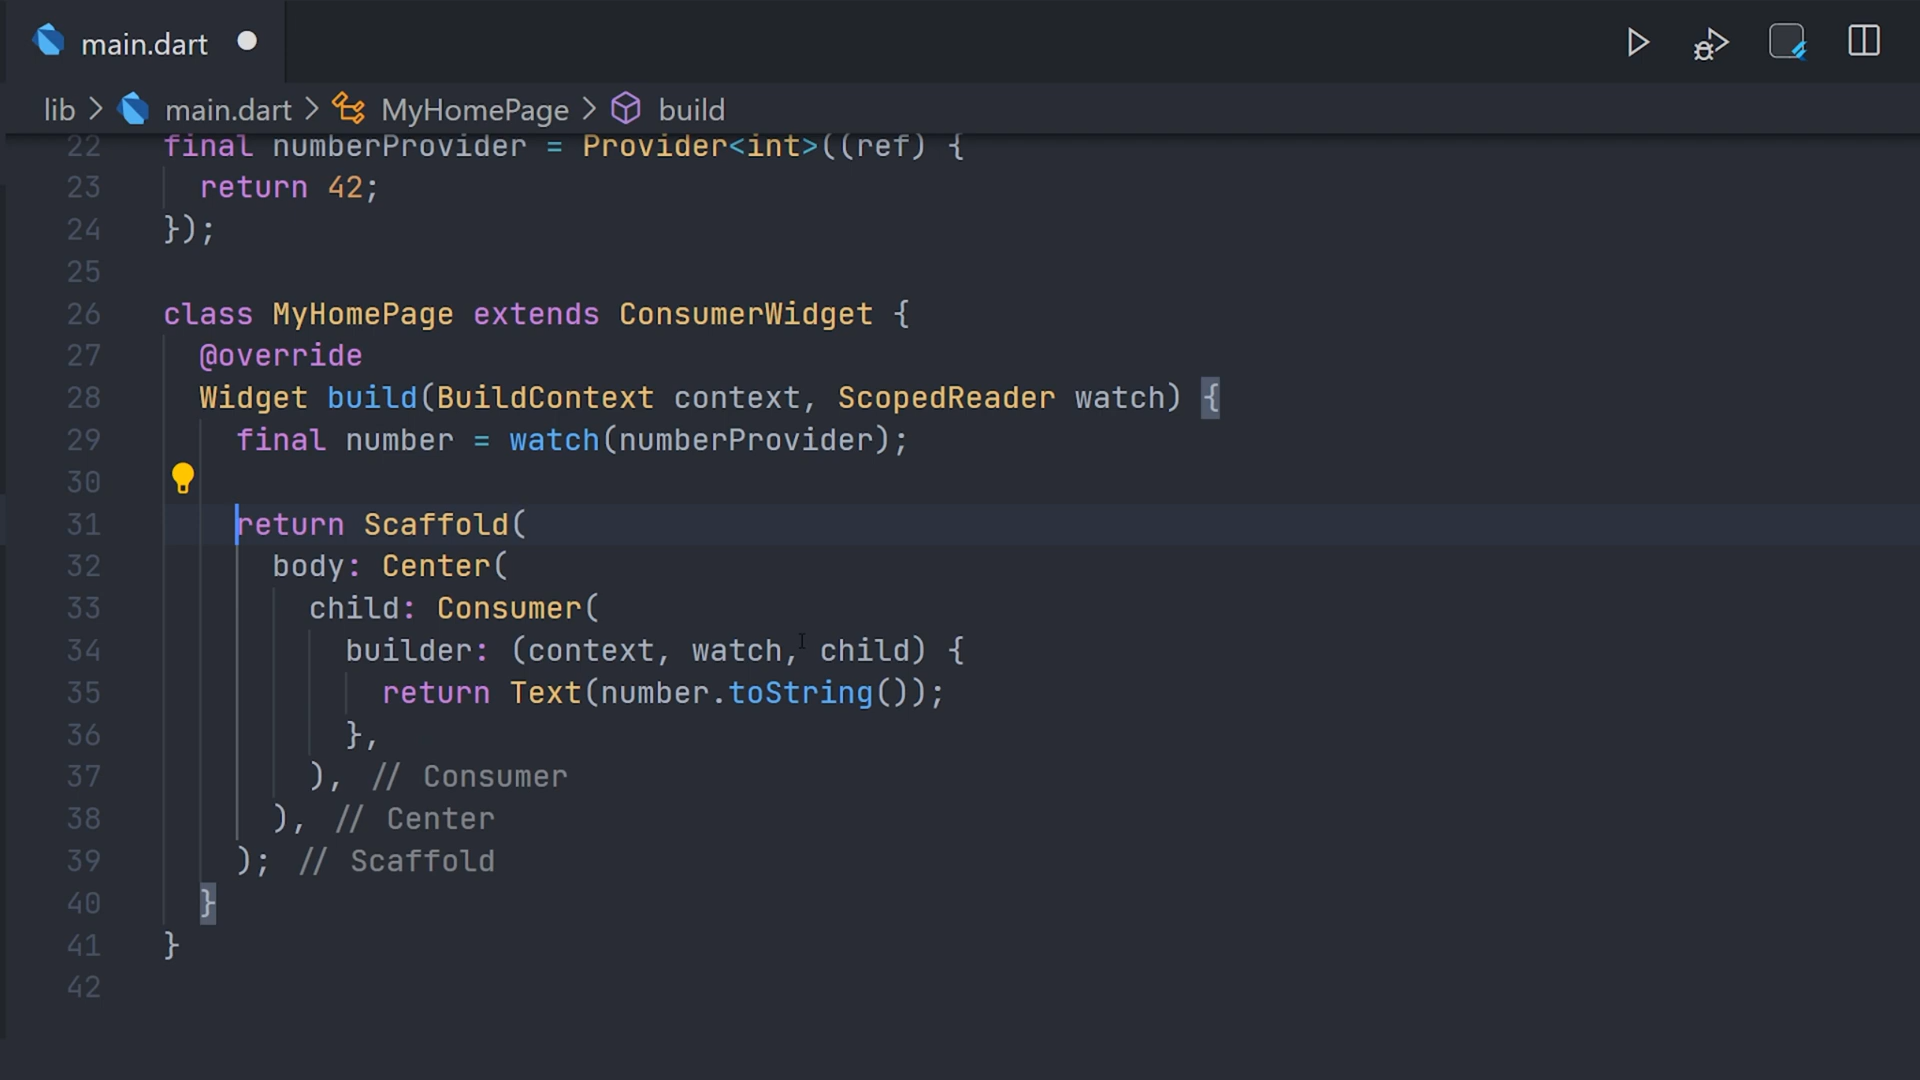 main.dart
lib > main.dart > MyHomePage > build
22 final numberProvider = Provider<int>((ref) {
23   return 42;
24 });
25
26 class MyHomePage extends ConsumerWidget {
27   @override
28   Widget build(BuildContext context, ScopedReader watch) {
29     final number = watch(numberProvider);
30
31     return Scaffold(
32       body: Center(
33         child: Consumer(
34           builder: (context, watch, child) {
35             return Text(number.toString());
36           },
37         ), // Consumer
38       ), // Center
39     ); // Scaffold
40   }
41 }
42